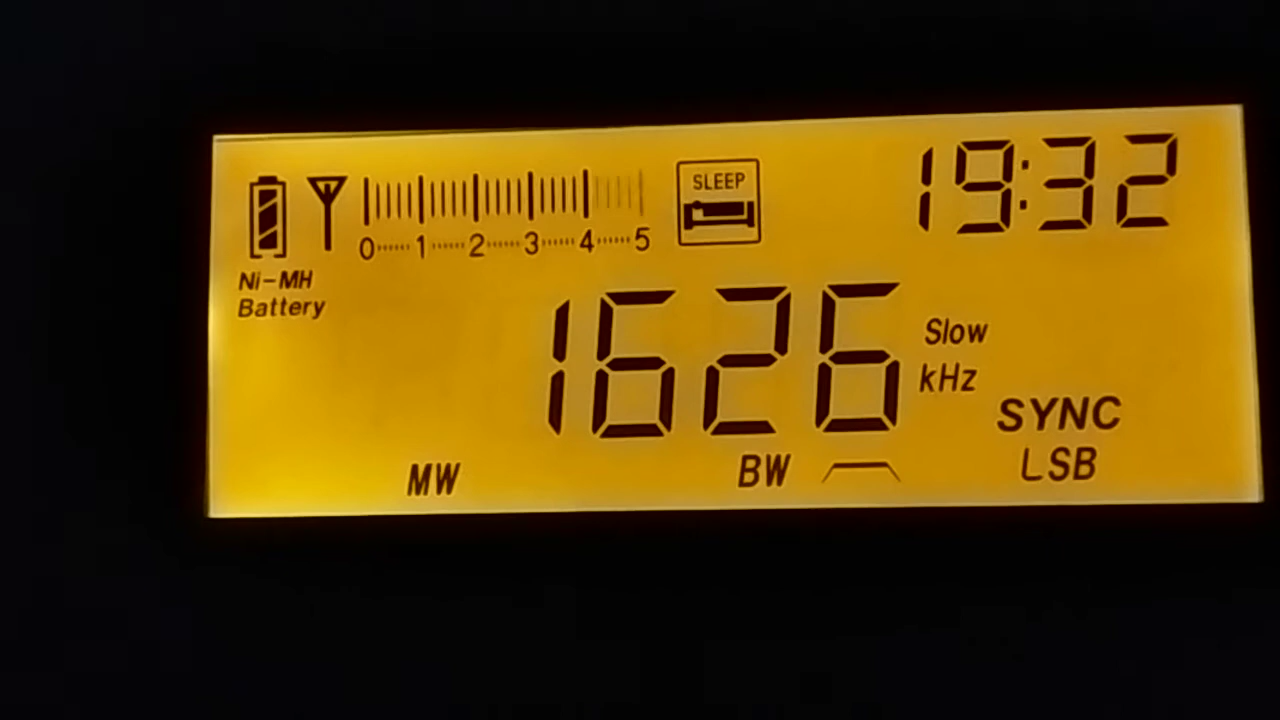 SLEEP
19:32
0 1 2 3 4 5
Ni-MH
Battery
1626
Slow
kHz
SYNC
MW
BW
LSB